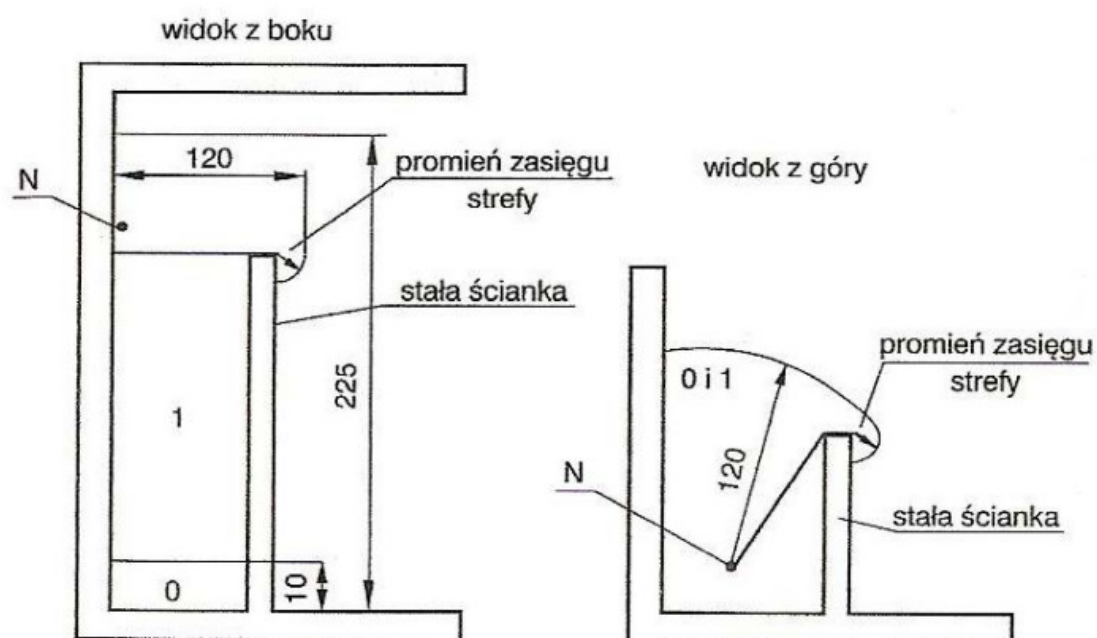 widok z boku
120
promień zasięgu
strefy
N
stała ścianka
225
1
10
0
widok z góry
0 i 1
promień zasięgu
strefy
120
N
stała ścianka